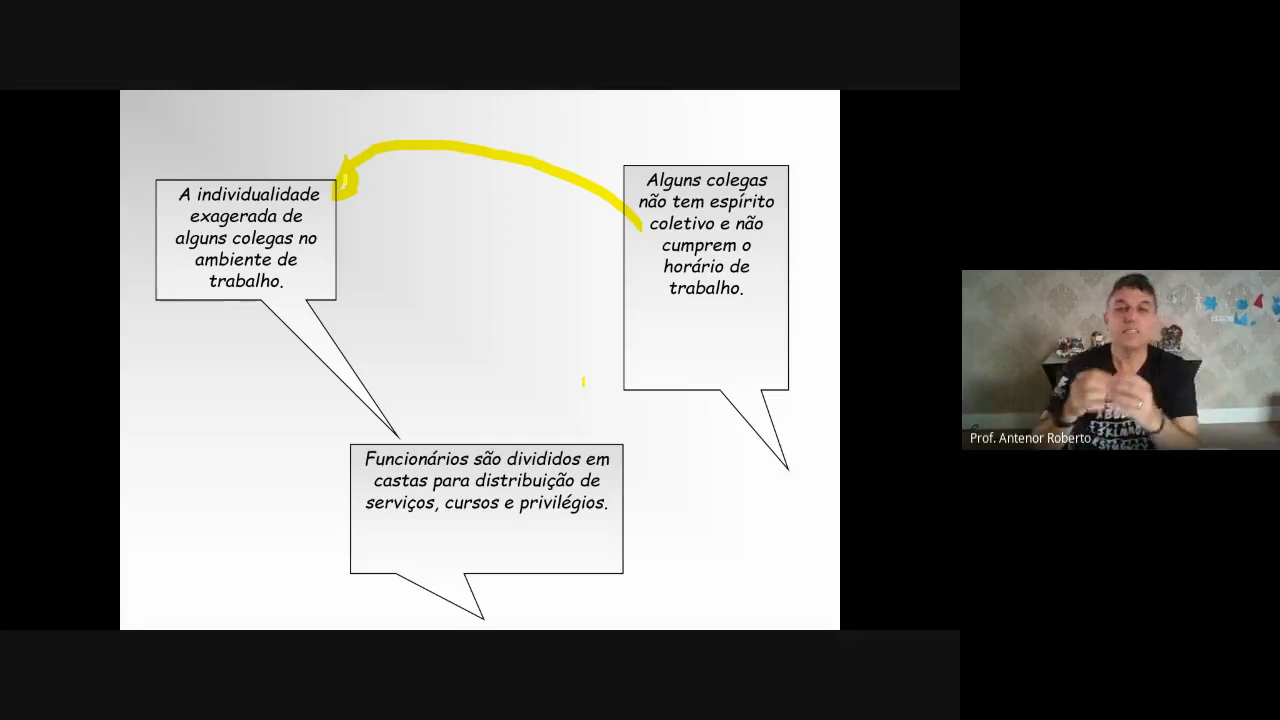 A individualidade
exagerada de
alguns colegas no
ambiente de
trabalho.
Alguns colegas
não tem espírito
coletivo e não
cumprem o
horário de
trabalho.
Funcionários são divididos em
castas para distribuição de
serviços, cursos e privilégios.
Prof. Antenor Roberto